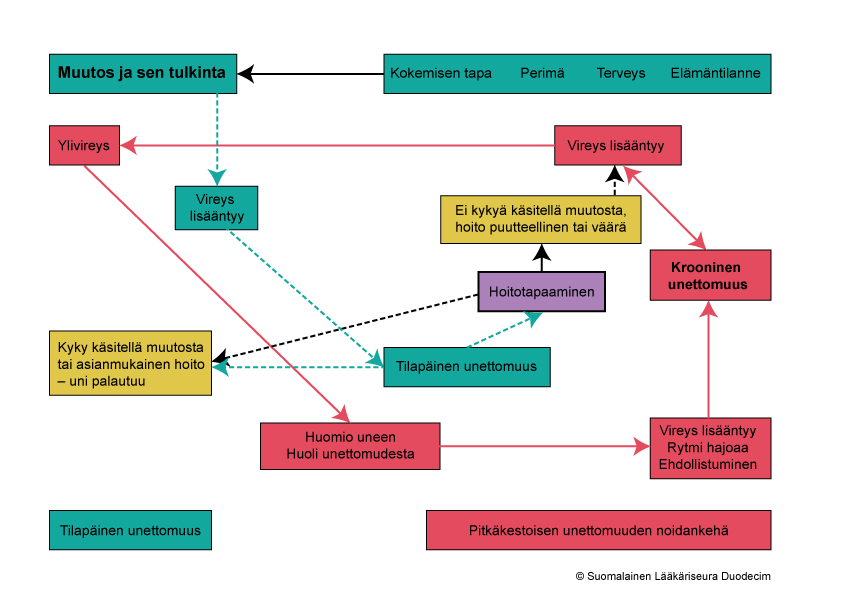 Muutos ja sen tulkinta
Kokemisen tapa Perimä Terveys Elämäntilanne
Ylivireys
Vireys lisääntyy
Vireys
lisääntyy
Ei kykyä käsitellä muutosta,
hoito puutteellinen tai väärä
Krooninen
unettomuus
Hoitotapaaminen
Kyky käsitellä muutosta
tai asianmukainen hoito
– uni palautuu
Tilapäinen unettomuus
Huomio uneen
Huoli unettomudesta
Vireys lisääntyy
Rytmi hajoaa
Ehdollistuminen
Tilapäinen unettomuus
Pitkäkestoisen unettomuuden noidankehä
© Suomalainen Lääkäriseura Duodecim